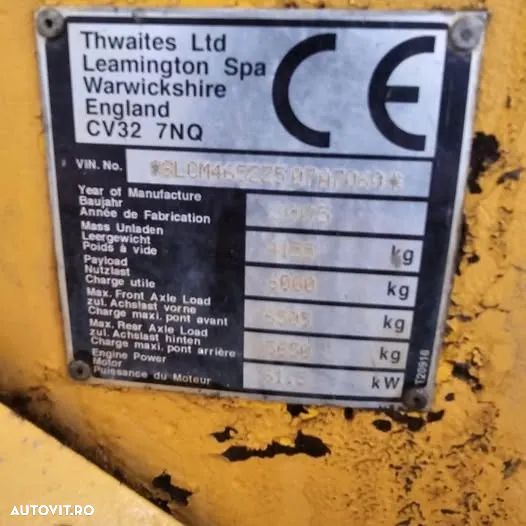 Thwaites Ltd
Leamington Spa
Warwickshire
England
CV32 7NQ
CE
VIN. No.
Year of Manufacture
Baujahr
Année de Fabrication
Mass Unladen
Leergewicht
Poids à vide
kg
Payload
Nutzlast
Charge utile
6000 kg
Max. Front Axle Load
zul. Achslast vorne
Charge maxi. pont avant
kg
Max. Rear Axle Load
zul. Achslast hinten
Charge maxi. pont arrière
kg
Engine Power
Motor
Puissance du Moteur
kW
T20916
AUTOVIT.RO